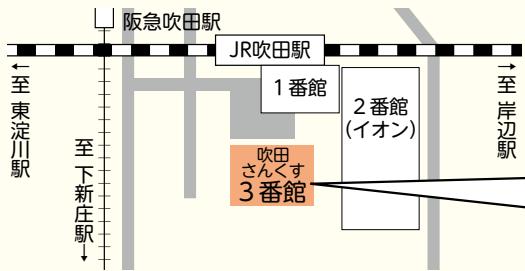 阪急吹田駅
JR吹田駅
1番館
2番館
(イオン)
←至 東淀川駅
→至 岸辺駅
至 下新庄駅→
吹田
さんくす
3番館